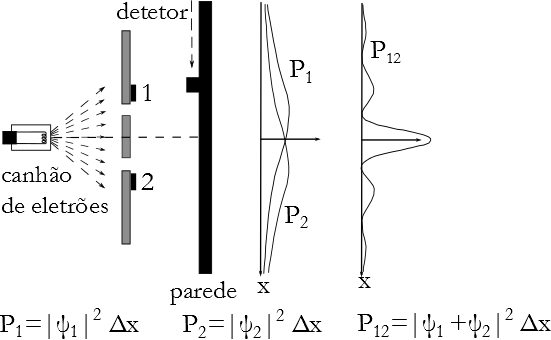 detetor
1
P₁
P₁₂
canhão
de eletrões
2
P₂
parede
x
x
P₁=|ψ₁|² Δx
P₂=|ψ₂|² Δx
P₁₂=|ψ₁+ψ₂|² Δx